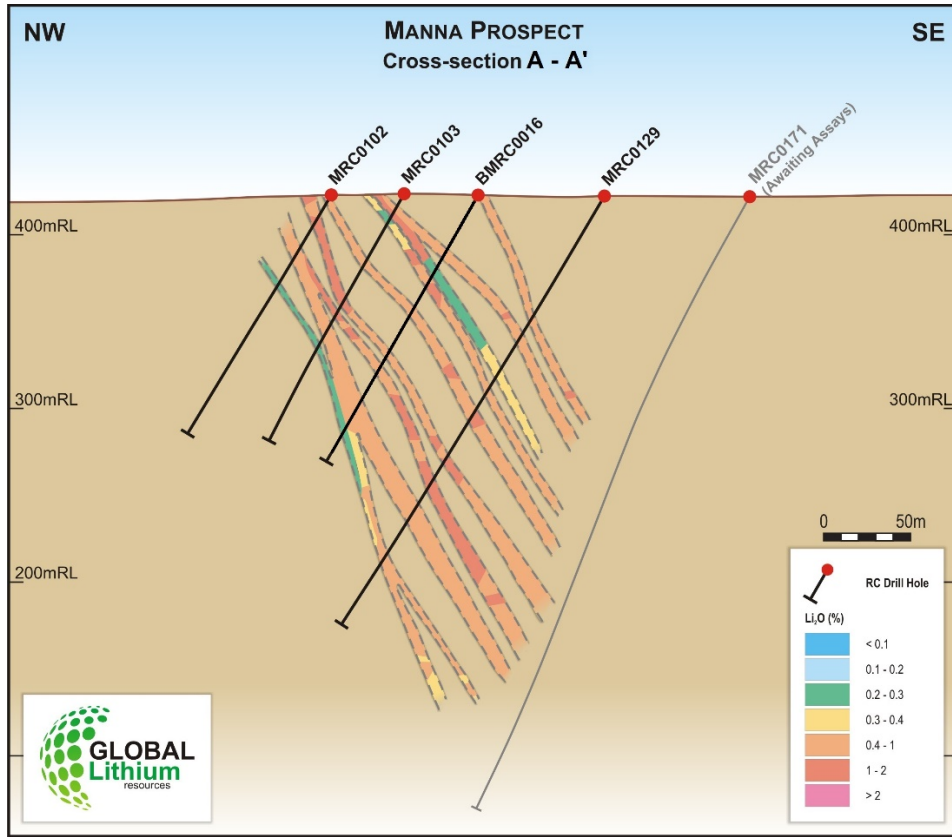 NW
MANNA PROSPECT
SE
Cross-section A - A'
MRC0102
MRC0103
BMRC0016
MRC0129
MRC0171
(Awaiting Assays)
400mRL
400mRL
300mRL
300mRL
200mRL
0 50m
RC Drill Hole
Li₂O (%)
< 0.1
0.1 - 0.2
0.2 - 0.3
0.3 - 0.4
0.4 - 1
1 - 2
> 2
GLOBAL
Lithium
resources